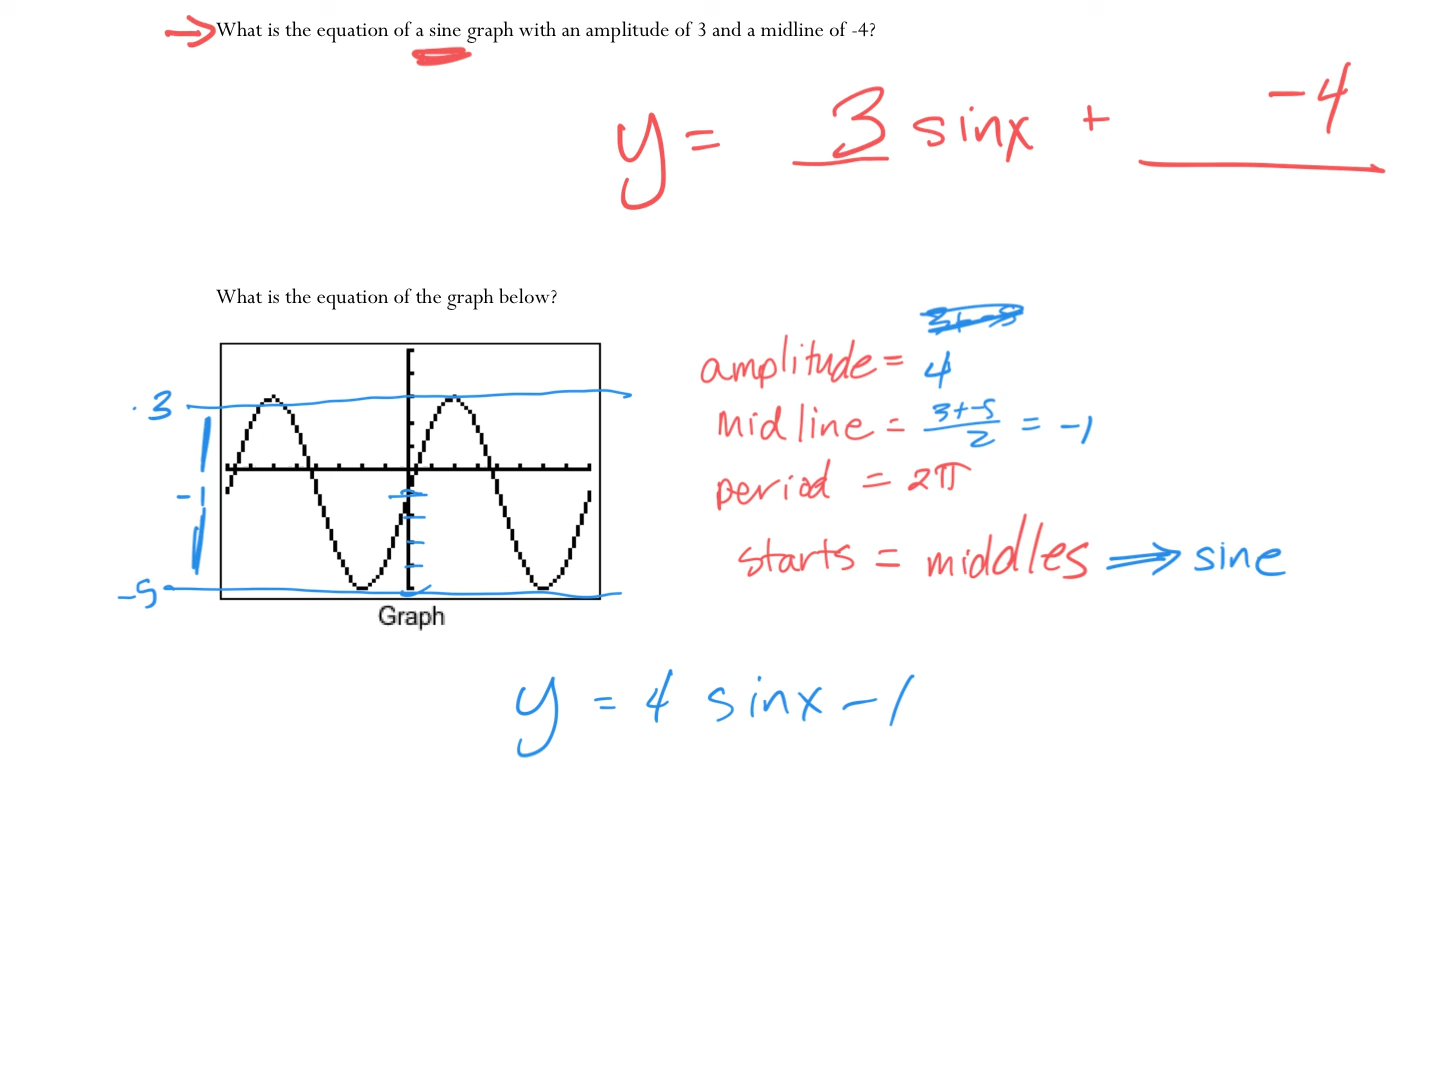 What is the equation of a sine graph with an amplitude of 3 and a midline of -4?
y = 3 sinx + -4
What is the equation of the graph below?
3
-1
-5
Graph
amplitude = 4
midline = 3+-5/2 = -1
period = 2π
starts = middles ⇒ sine
y = 4 sinx - 1